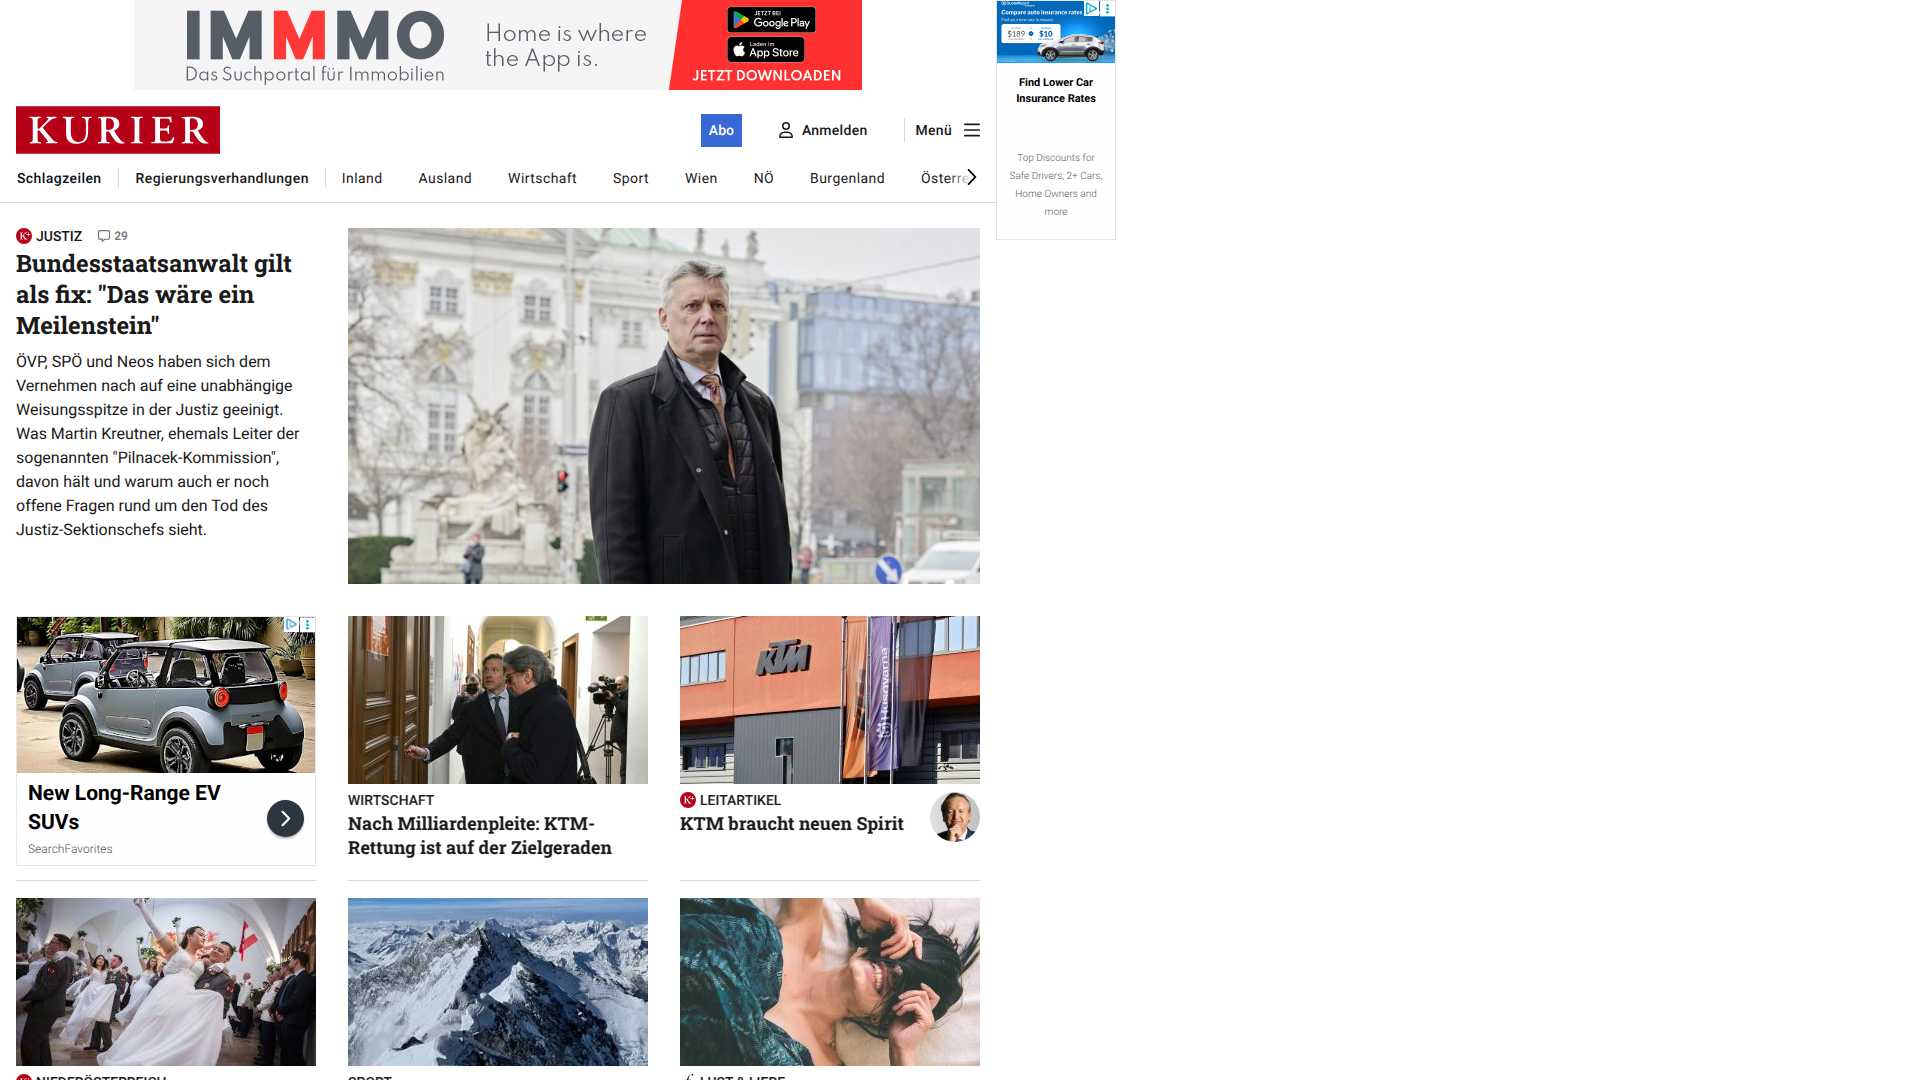 IMMMO
Das Suchportal für Immobilien
Home is where
the App is.
JETZT BEI
Google Play
Laden im
App Store
JETZT DOWNLOADEN
Compare auto insurance rates
$189
$10
Find Lower Car
Insurance Rates
Top Discounts for
Safe Drivers, 2+ Cars,
Home Owners and
more
KURIER
Abo
Anmelden
Menü
Schlagzeilen
Regierungsverhandlungen
Inland
Ausland
Wirtschaft
Sport
Wien
NÖ
Burgenland
Österre
JUSTIZ
29
Bundesstaatsanwalt gilt
als fix: "Das wäre ein
Meilenstein"
ÖVP, SPÖ und Neos haben sich dem
Vernehmen nach auf eine unabhängige
Weisungsspitze in der Justiz geeinigt.
Was Martin Kreutner, ehemals Leiter der
sogenannten "Pilnacek-Kommission",
davon hält und warum auch er noch
offene Fragen rund um den Tod des
Justiz-Sektionschefs sieht.
New Long-Range EV
SUVs
SearchFavorites
WIRTSCHAFT
Nach Milliardenpleite: KTM-
Rettung ist auf der Zielgeraden
KTM
Husqvarna
LEITARTIKEL
KTM braucht neuen Spirit
NIEDERÖSTERREICH
SPORT
LUST & LIEBE